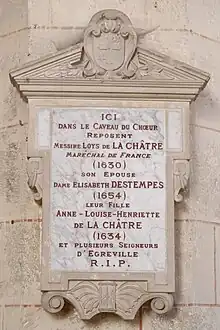 ICI
DANS LE CAVEAU DU CHŒUR
REPOSENT
MESSIRE LOYS DE LA CHÂTRE
MARÉCHAL DE FRANCE
(1630)
SON EPOUSE
DAME ELISABETH DESTEMPES
(1654)
LEUR FILLE
ANNE-LOUISE-HENRIETTE
DE LA CHÂTRE
(1634)
ET PLUSIEURS SEIGNEURS
D'EGREVILLE
R.I.P.